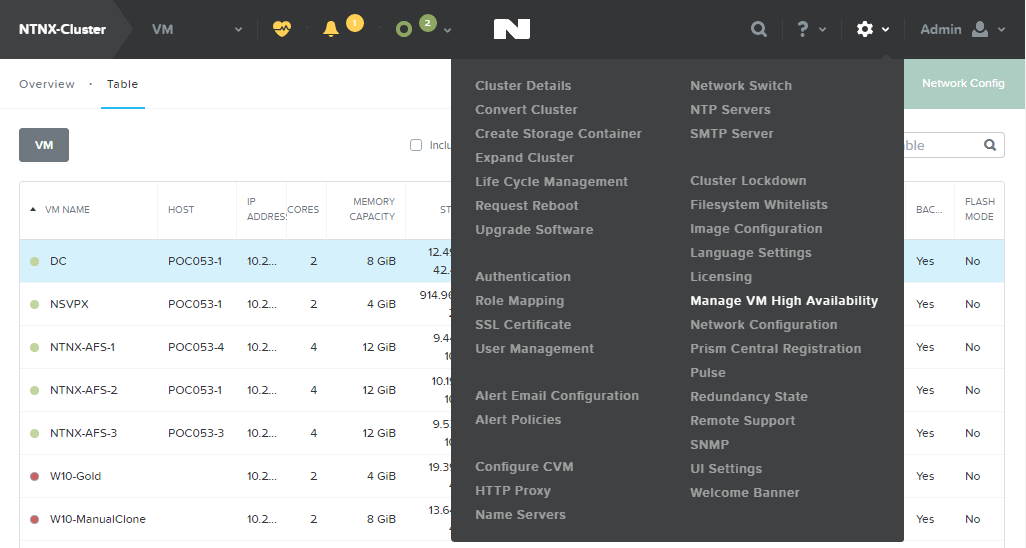 NTNX-Cluster VM 1 2 ? Admin
Overview · Table Network Config
VM Inclu ble
VM NAME HOST IP ADDRESS CORES MEMORY CAPACITY ST BAC... FLASH MODE
DC POC053-1 10.2... 2 8 GiB 12.49 42. Yes No
NSVPX POC053-1 10.2... 2 4 GiB 914.96 Yes No
NTNX-AFS-1 POC053-4 10.2... 4 12 GiB 9.4 10 Yes No
NTNX-AFS-2 POC053-1 10.2... 4 12 GiB 10.19 10 Yes No
NTNX-AFS-3 POC053-3 10.2... 4 12 GiB 9.5 10 Yes No
W10-Gold 10.2... 2 4 GiB 19.39 Yes No
W10-ManualClone 10.2... 2 8 GiB 13.64 Yes No
Cluster Details
Convert Cluster
Create Storage Container
Expand Cluster
Life Cycle Management
Request Reboot
Upgrade Software
Authentication
Role Mapping
SSL Certificate
User Management
Alert Email Configuration
Alert Policies
Configure CVM
HTTP Proxy
Name Servers
Network Switch
NTP Servers
SMTP Server
Cluster Lockdown
Filesystem Whitelists
Image Configuration
Language Settings
Licensing
Manage VM High Availability
Network Configuration
Prism Central Registration
Pulse
Redundancy State
Remote Support
SNMP
UI Settings
Welcome Banner